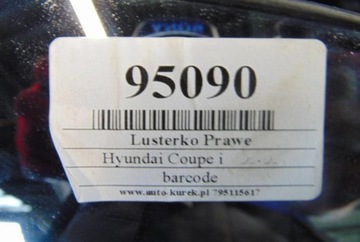 95090
Lusterko Prawe
Hyundai Coupe i
barcode
www.auto-kurek.pl 795115617